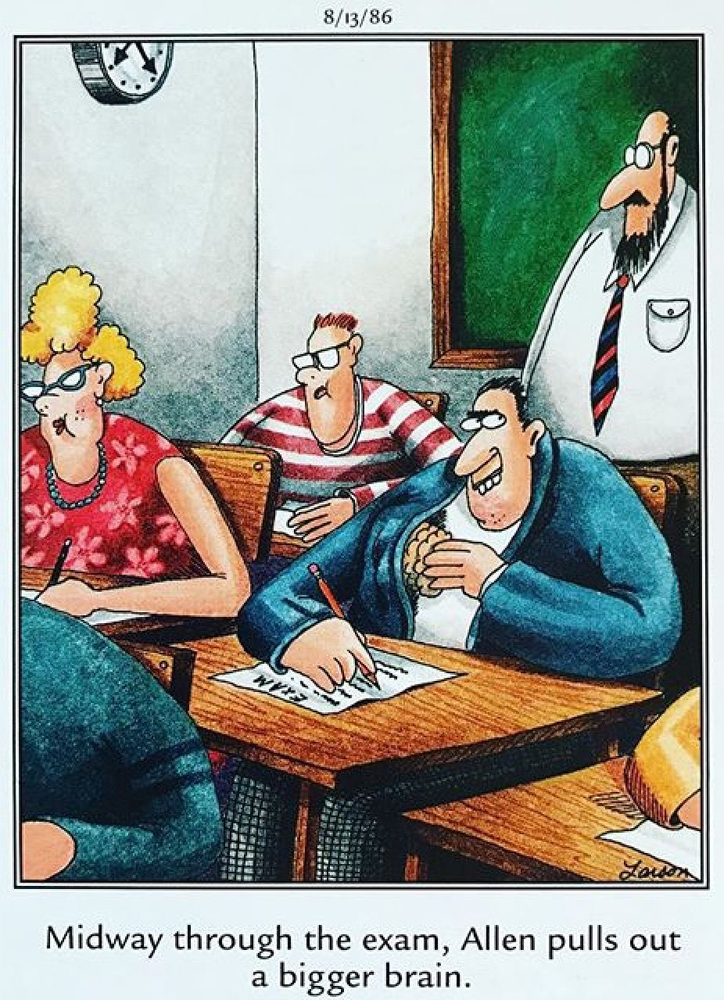 8/13/86
EXAM
Larson
Midway through the exam, Allen pulls out
a bigger brain.